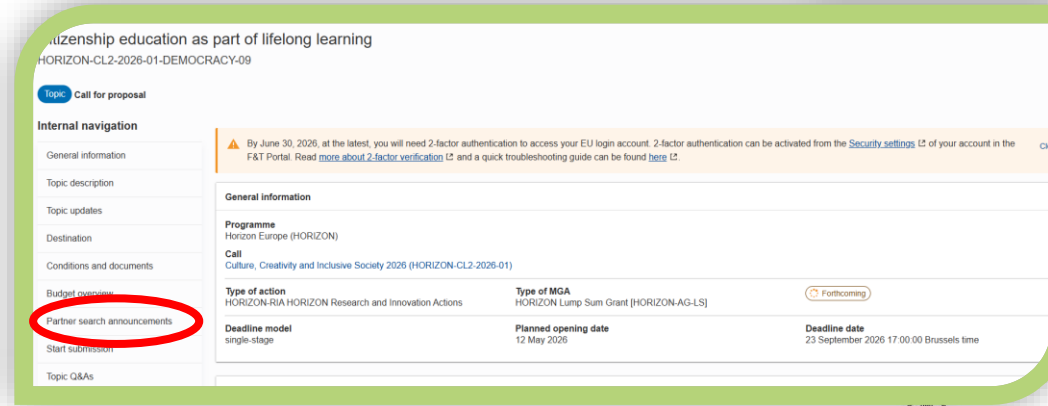 tizenship education as part of lifelong learning
HORIZON-CL2-2026-01-DEMOCRACY-09
Topic Call for proposal
Internal navigation
General information
Topic description
Topic updates
Destination
Conditions and documents
Budget overview
Partner search announcements
Start submission
Topic Q&As
By June 30, 2026, at the latest, you will need 2-factor authentication to access your EU login account. 2-factor authentication can be activated from the Security settings of your account in the
F&T Portal. Read more about 2-factor verification and a quick troubleshooting guide can be found here.
General information
Programme
Horizon Europe (HORIZON)
Call
Culture, Creativity and Inclusive Society 2026 (HORIZON-CL2-2026-01)
Type of action
HORIZON-RIA HORIZON Research and Innovation Actions
Type of MGA
HORIZON Lump Sum Grant [HORIZON-AG-LS]
Forthcoming
Deadline model
single-stage
Planned opening date
12 May 2026
Deadline date
23 September 2026 17:00:00 Brussels time